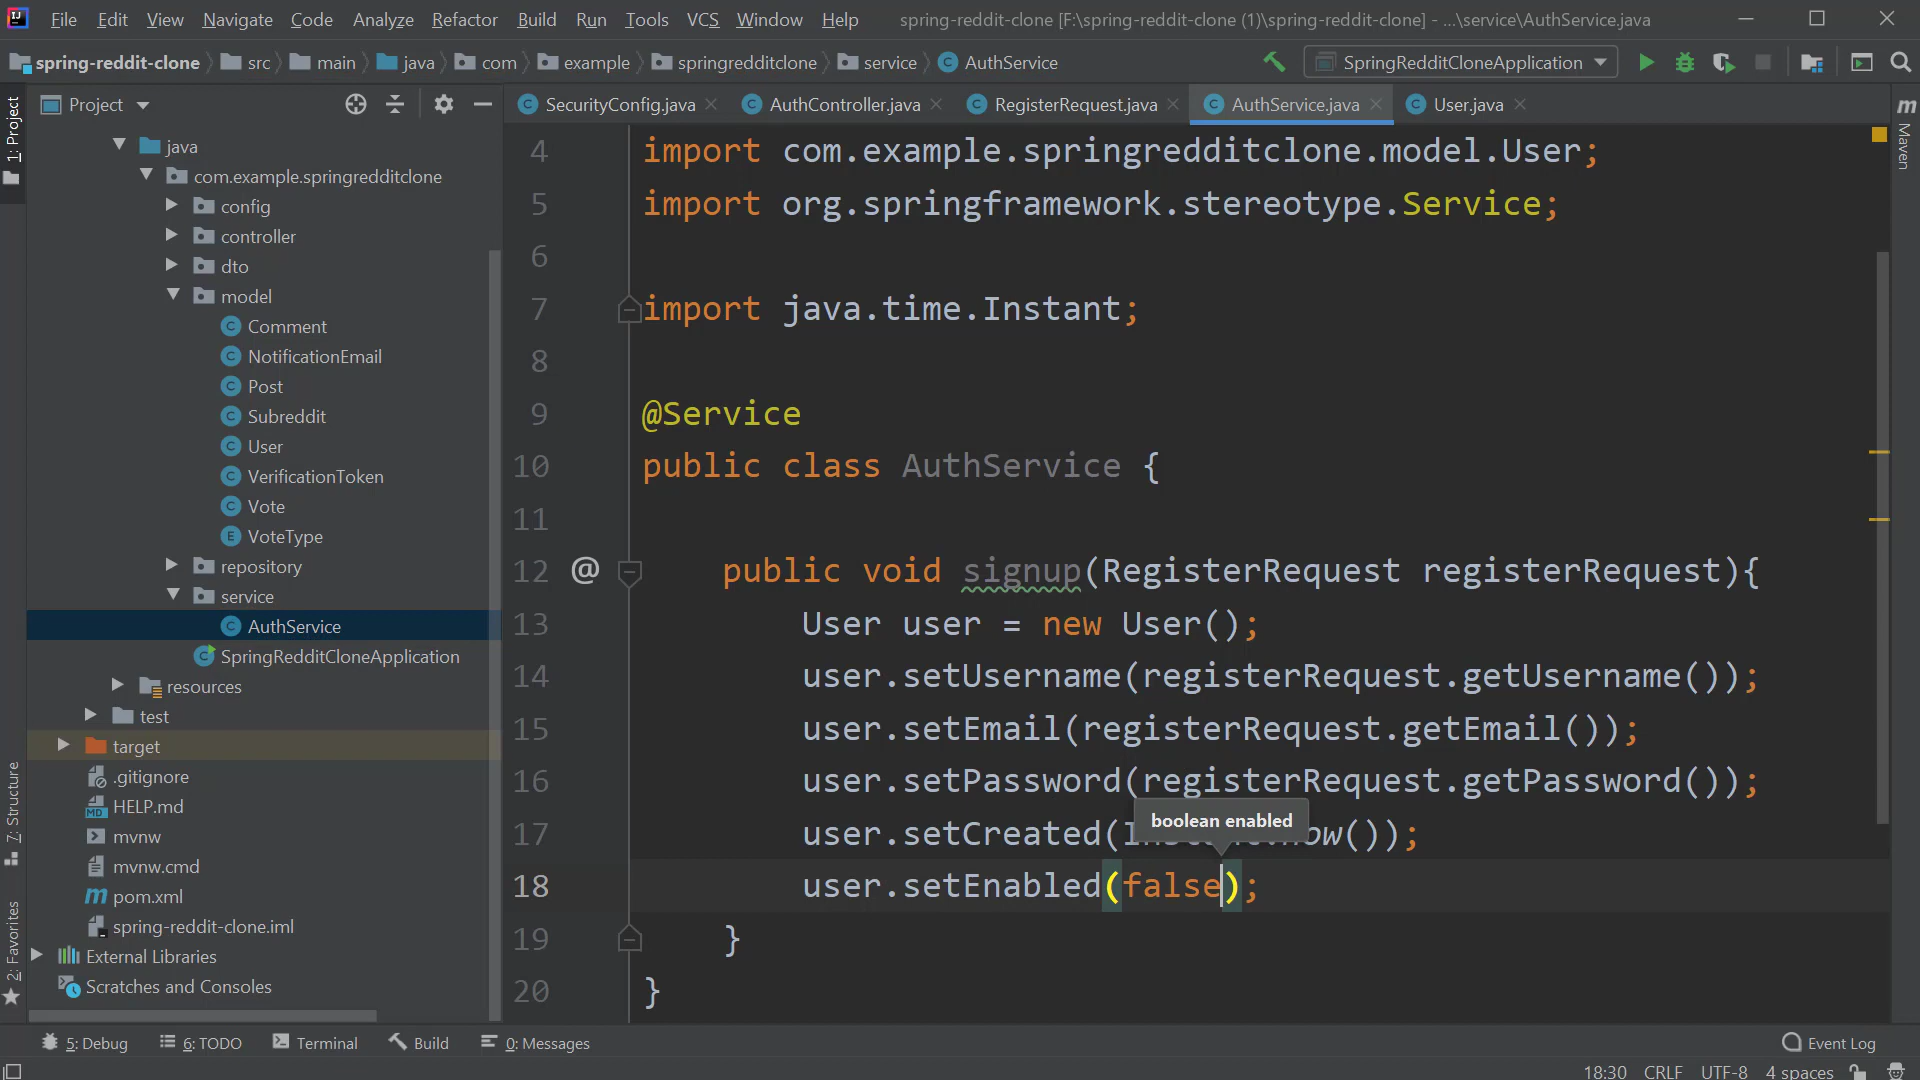 File Edit View Navigate Code Analyze Refactor Build Run Tools VCS Window Help spring-reddit-clone [F:\spring-reddit-clone (1)\spring-reddit-clone] - ...\service\AuthService.java
spring-reddit-clone src main java com example springredditclone service AuthService SpringRedditCloneApplication
Project
SecurityConfig.java AuthController.java RegisterRequest.java AuthService.java User.java
1: Project
7: Structure
2: Favorites
m
Maven
java
com.example.springredditclone
config
controller
dto
model
Comment
NotificationEmail
Post
Subreddit
User
VerificationToken
Vote
VoteType
repository
service
AuthService
SpringRedditCloneApplication
resources
test
target
.gitignore
HELP.md
mvnw
mvnw.cmd
pom.xml
spring-reddit-clone.iml
External Libraries
Scratches and Consoles
4 import com.example.springredditclone.model.User;
5 import org.springframework.stereotype.Service;
6
7 import java.time.Instant;
8
9 @Service
10 public class AuthService {
11
12 @ public void signup(RegisterRequest registerRequest){
13 User user = new User();
14 user.setUsername(registerRequest.getUsername());
15 user.setEmail(registerRequest.getEmail());
16 user.setPassword(registerRequest.getPassword());
boolean enabled
17 user.setCreated(Instant.now());
18 user.setEnabled(false);
19 }
20 }
5: Debug 6: TODO Terminal Build 0: Messages Event Log
18:30 CRLF UTF-8 4 spaces